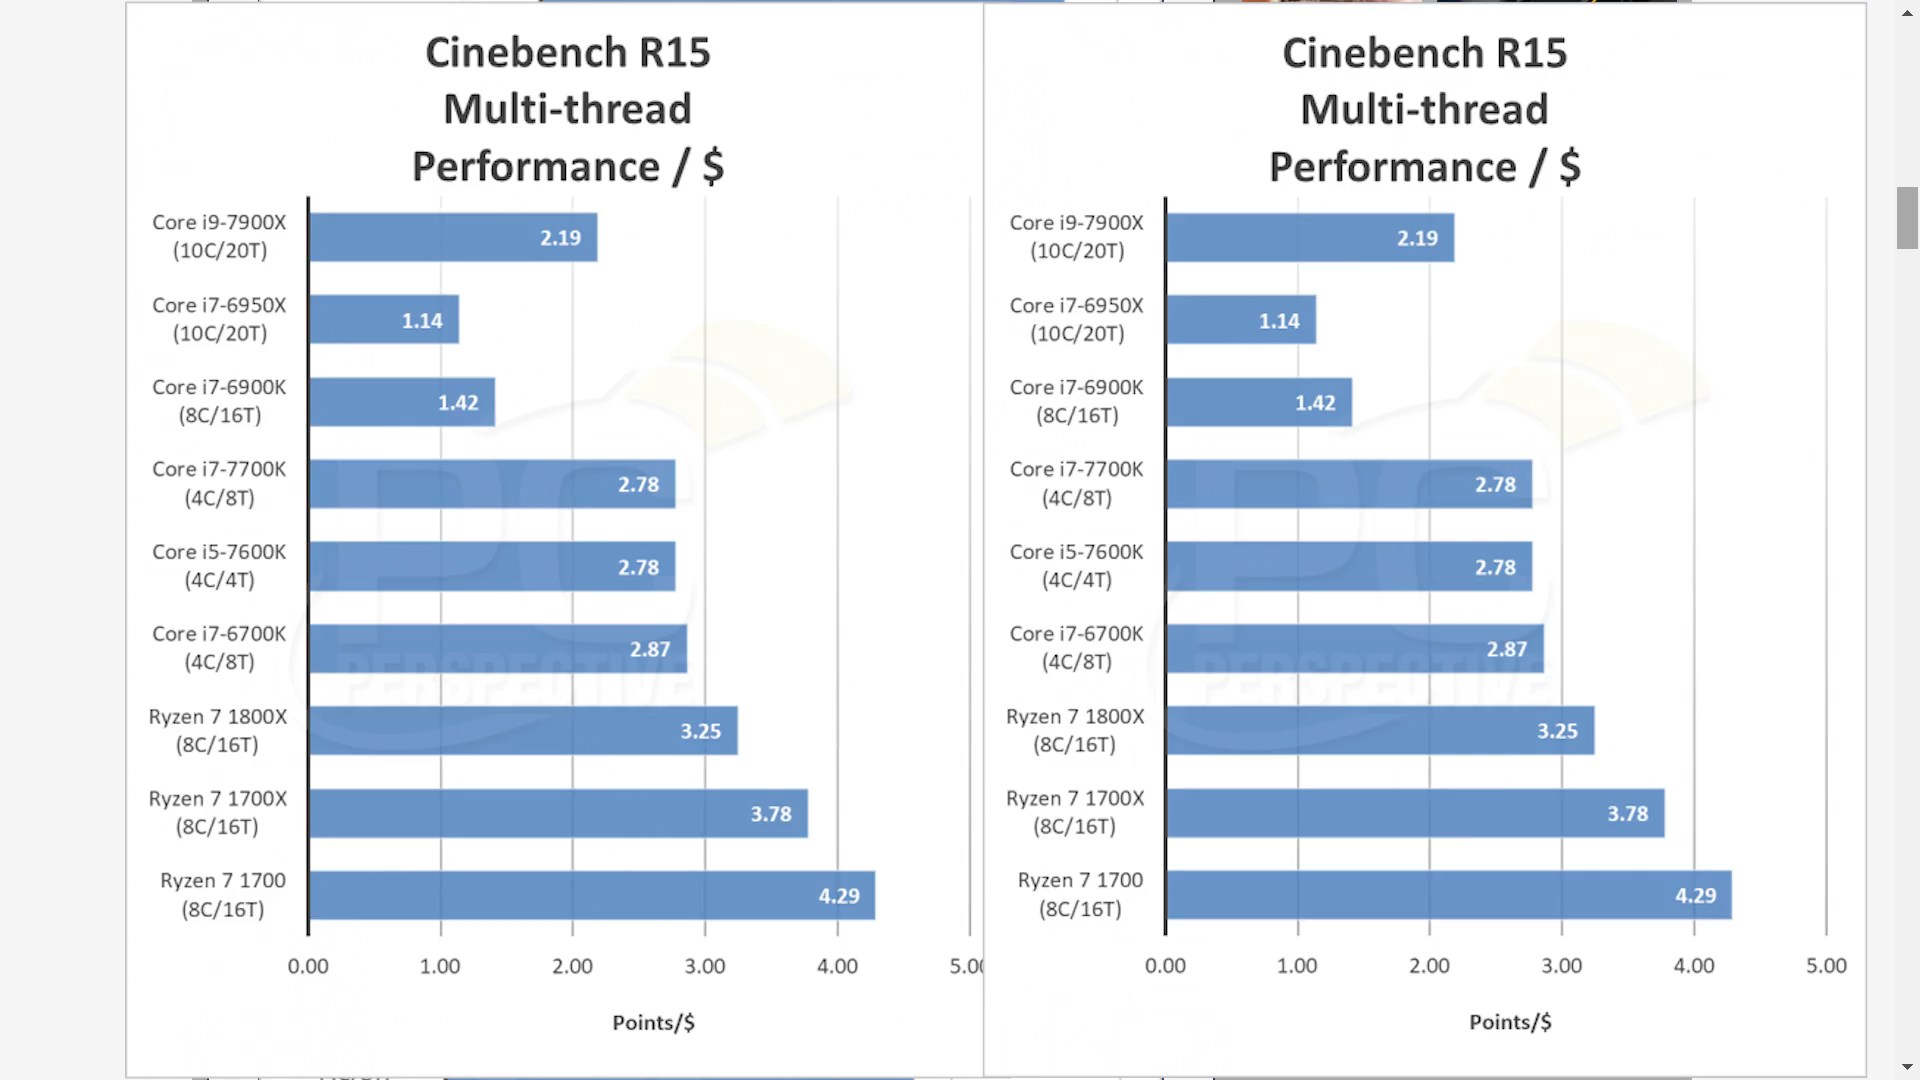 Cinebench R15
Multi-thread
Performance / $
Core i9-7900X
(10C/20T)
2.19
Core i7-6950X
(10C/20T)
1.14
Core i7-6900K
(8C/16T)
1.42
Core i7-7700K
(4C/8T)
2.78
Core i5-7600K
(4C/4T)
2.78
Core i7-6700K
(4C/8T)
2.87
Ryzen 7 1800X
(8C/16T)
3.25
Ryzen 7 1700X
(8C/16T)
3.78
Ryzen 7 1700
(8C/16T)
4.29
0.00 1.00 2.00 3.00 4.00 5.00
Points/$
PC
PERSPECTIVE
Cinebench R15
Multi-thread
Performance / $
Core i9-7900X
(10C/20T)
2.19
Core i7-6950X
(10C/20T)
1.14
Core i7-6900K
(8C/16T)
1.42
Core i7-7700K
(4C/8T)
2.78
Core i5-7600K
(4C/4T)
2.78
Core i7-6700K
(4C/8T)
2.87
Ryzen 7 1800X
(8C/16T)
3.25
Ryzen 7 1700X
(8C/16T)
3.78
Ryzen 7 1700
(8C/16T)
4.29
0.00 1.00 2.00 3.00 4.00 5.00
Points/$
PC
PERSPECTIVE